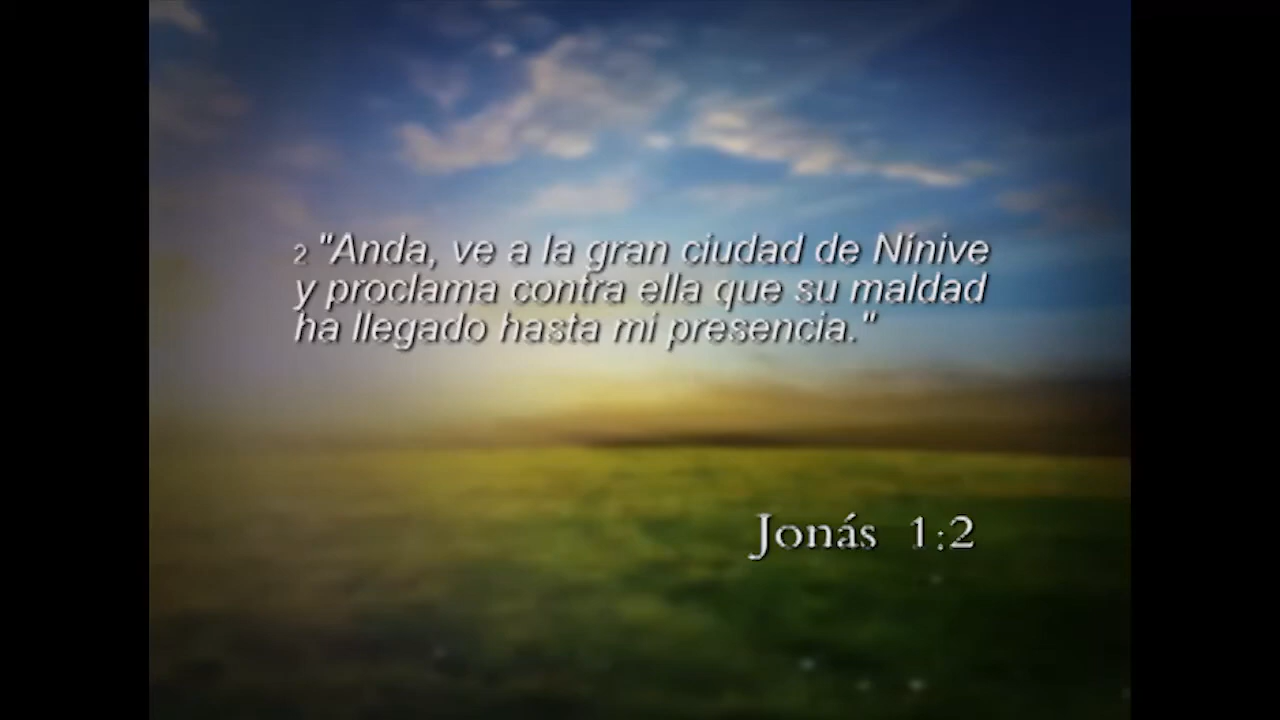 2 "Anda, ve a la gran ciudad de Nínive
y proclama contra ella que su maldad
ha llegado hasta mi presencia."
Jonás 1:2